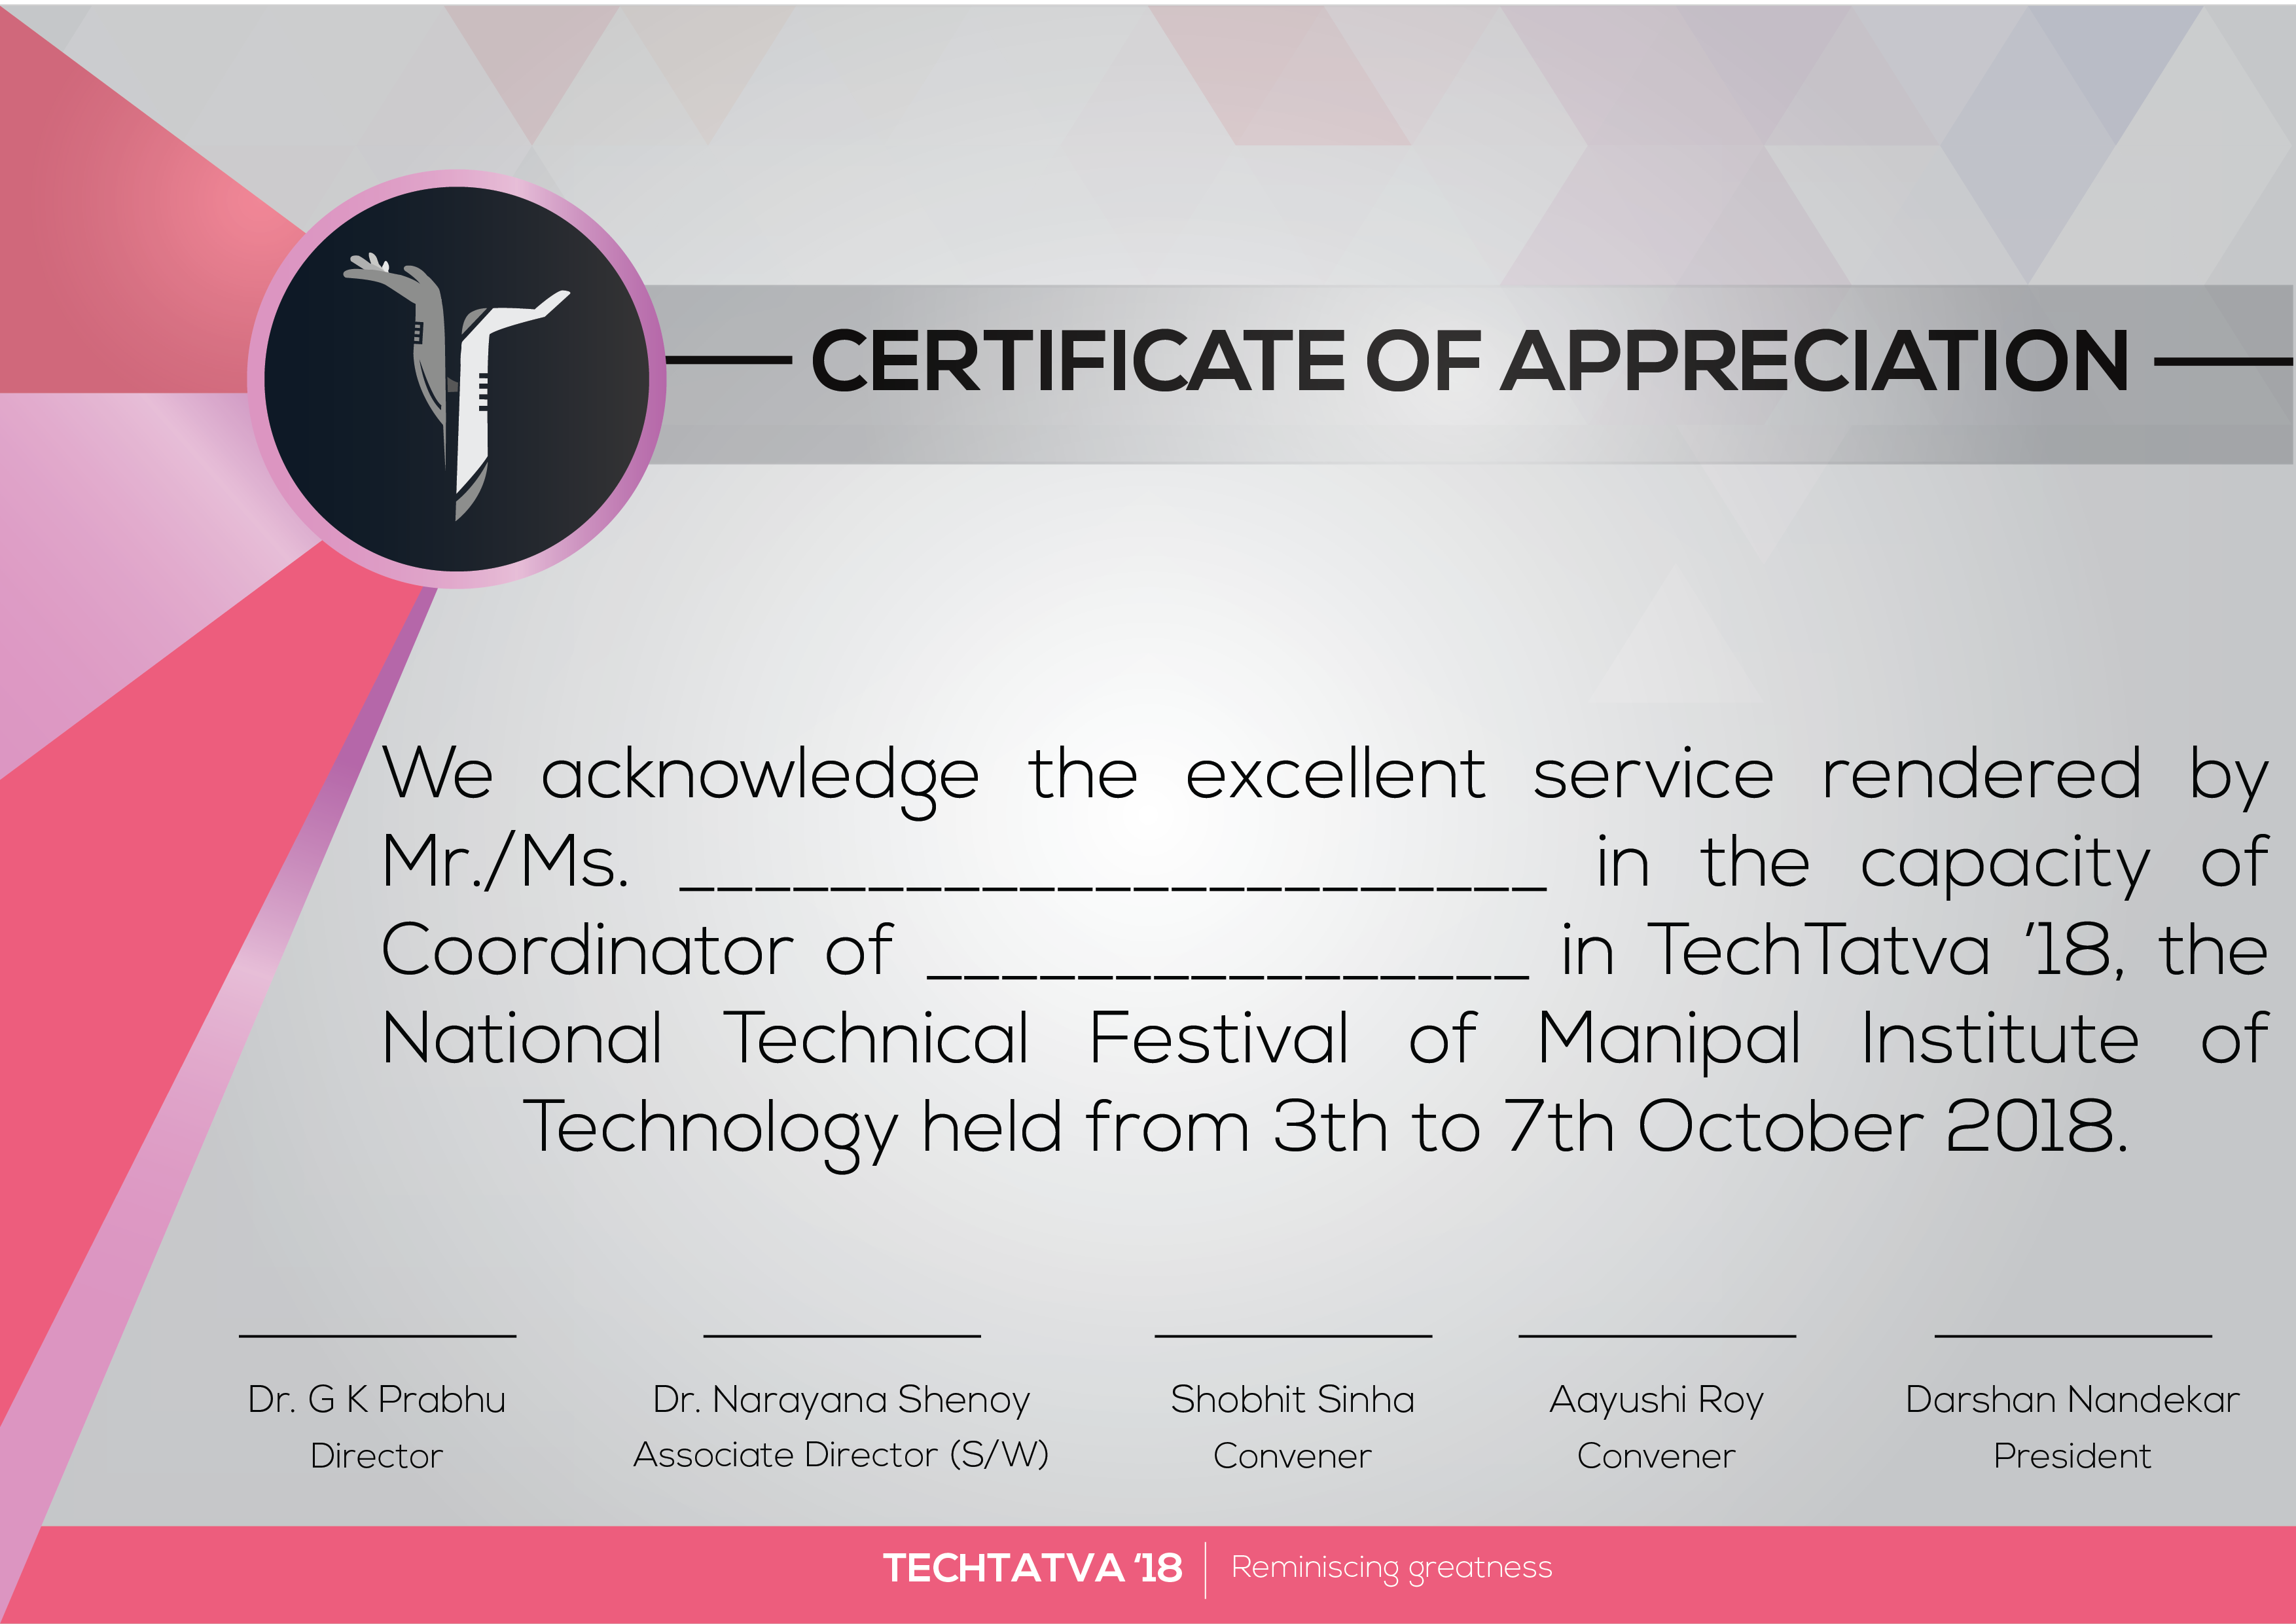 CERTIFICATE OF APPRECIATION
We acknowledge the excellent service rendered by
Mr./Ms. _______________________ in the capacity of
Coordinator of ________________ in TechTatva '18, the
National Technical Festival of Manipal Institute of
Technology held from 3th to 7th October 2018.
Dr. G K Prabhu
Director
Dr. Narayana Shenoy
Associate Director (S/W)
Shobhit Sinha
Convener
Aayushi Roy
Convener
Darshan Nandekar
President
TECHTATVA '18 | Reminiscing greatness